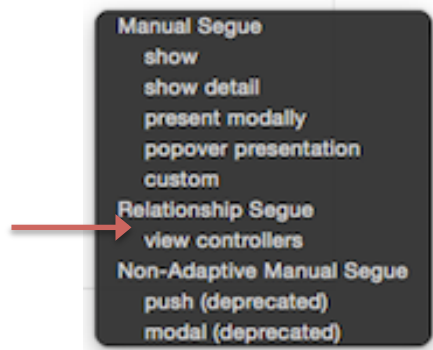 Manual Segue
show
show detail
present modally
popover presentation
custom
Relationship Segue
view controllers
Non-Adaptive Manual Segue
push (deprecated)
modal (deprecated)